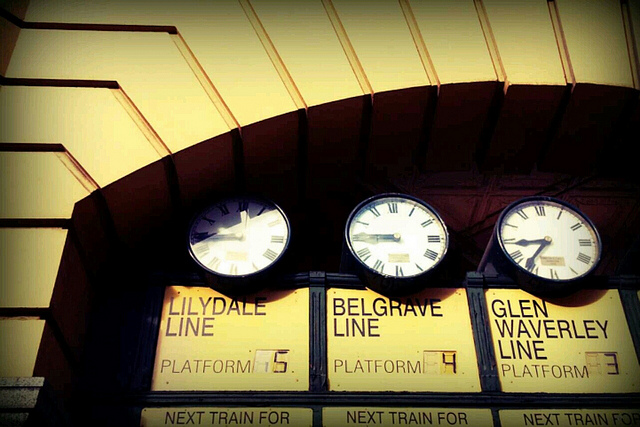 LILYDALE
LINE
PLATFORM 5
BELGRAVE
LINE
PLATFORM 4
GLEN
WAVERLEY
LINE
PLATFORM 3
NEXT TRAIN FOR
NEXT TRAIN FOR
NEXT TRAIN FOR